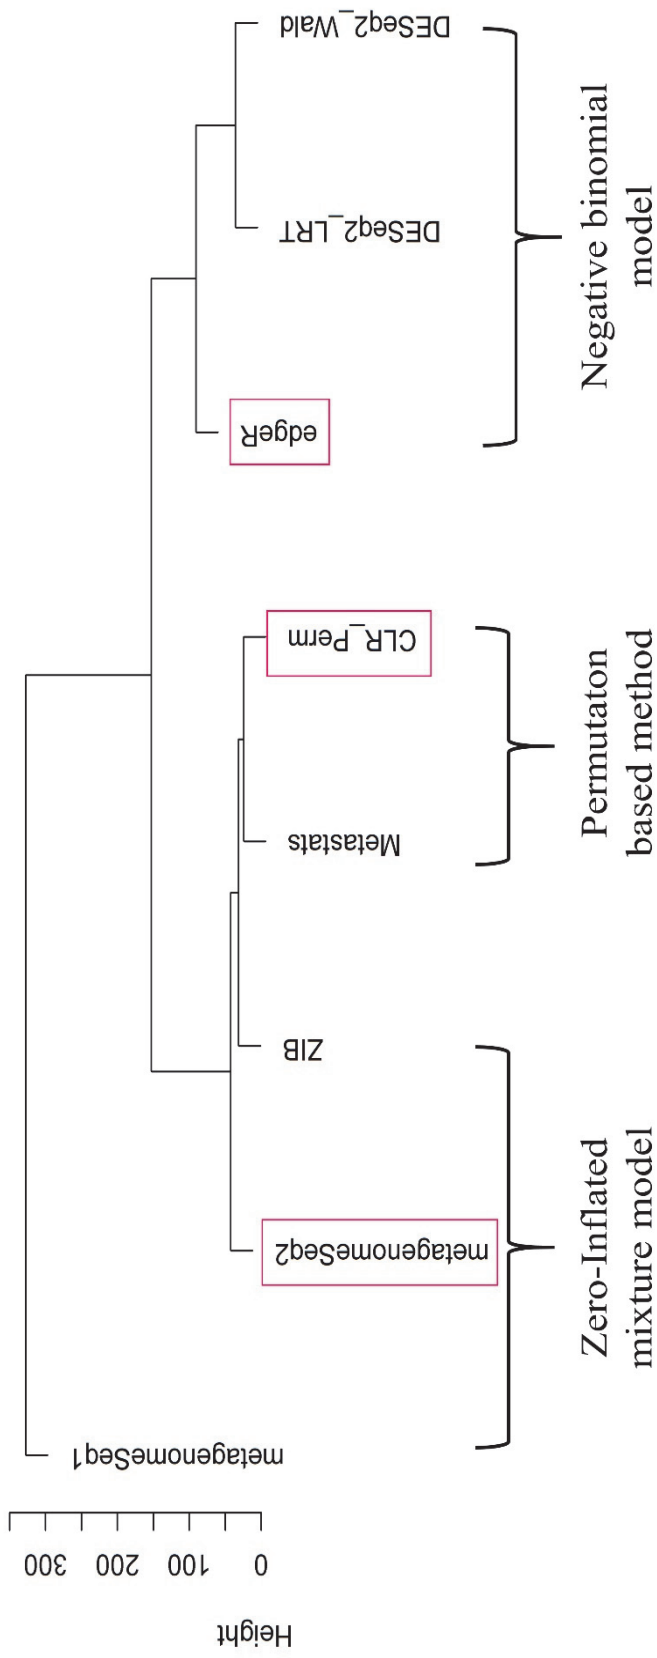 Height
0
100
200
300
metagenomeSeq1
metagenomeSeq2
ZIB
Metastats
CLR_Perm
edgeR
DESeq2_LRT
DESeq2_Wald
Zero-Inflated
mixture model
Permutaton
based method
Negative binomial
model